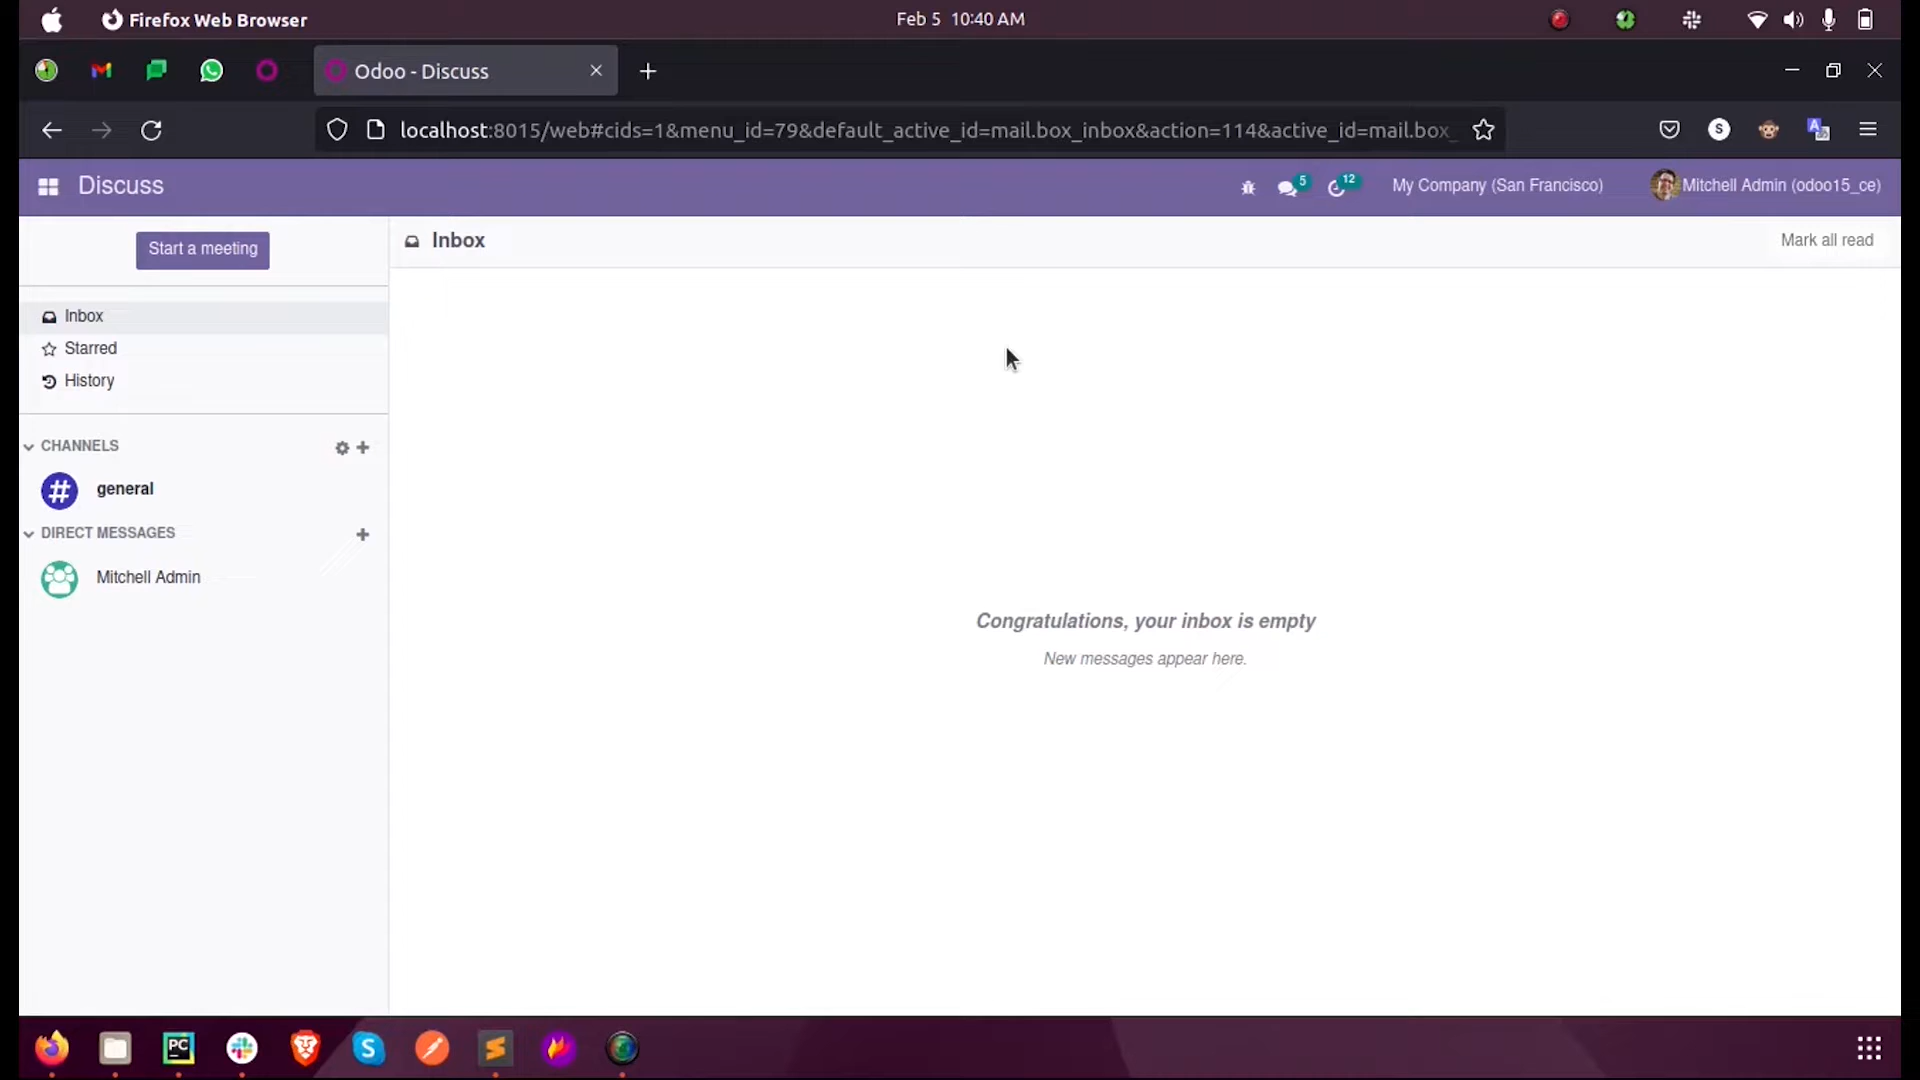 Firefox Web Browser
Feb 5 10:40 AM
Odoo - Discuss
localhost:8015/web#cids=1&menu_id=79&default_active_id=mail.box_inbox&action=114&active_id=mail.box_
S
Discuss
5
12
My Company (San Francisco)
Mitchell Admin (odoo15_ce)
Start a meeting
Inbox
Mark all read
Inbox
Starred
History
CHANNELS
general
DIRECT MESSAGES
Mitchell Admin
Congratulations, your inbox is empty
New messages appear here.
PC
S